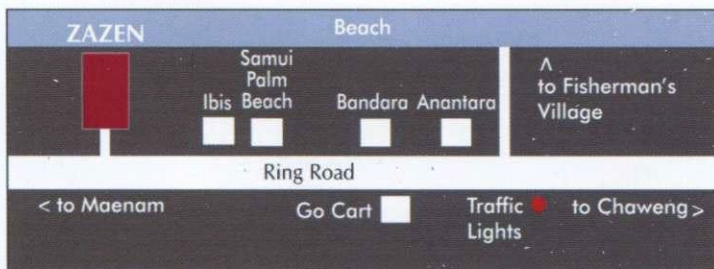 Beach
ZAZEN
Samui
Palm
Beach
Ibis
Bandara
Anantara
^
to Fisherman's
Village
Ring Road
< to Maenam
Go Cart
Traffic
Lights
to Chaweng >